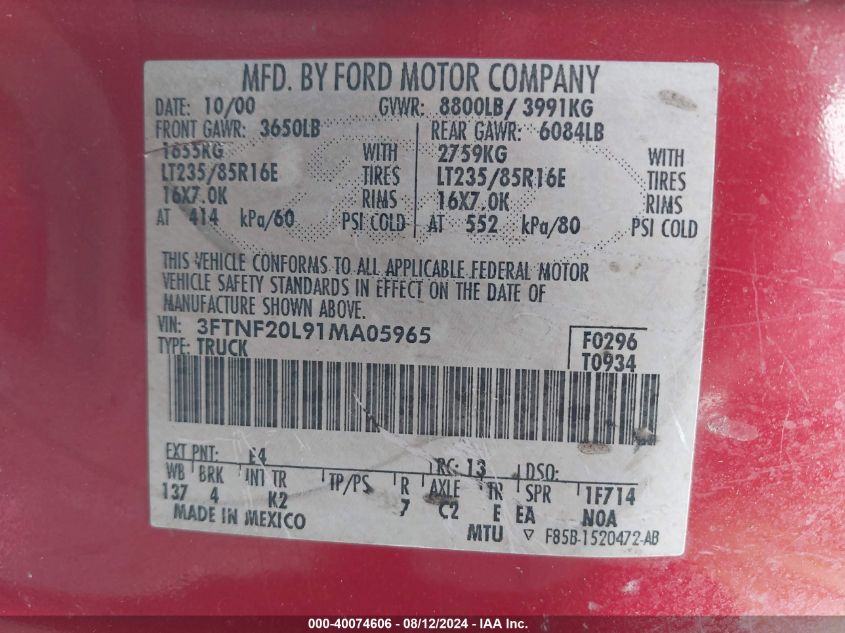 MFD. BY FORD MOTOR COMPANY
DATE: 10/00 GVWR: 8800LB/ 3991KG
FRONT GAWR: 3650LB REAR GAWR: 6084LB
1655KG WITH 2759KG WITH
LT235/85R16E TIRES LT235/85R16E TIRES
16X7.0K RIMS 16X7.0K RIMS
AT 414 kPa/60 PSI COLD AT 552 kPa/80 PSI COLD
THIS VEHICLE CONFORMS TO ALL APPLICABLE FEDERAL MOTOR
VEHICLE SAFETY STANDARDS IN EFFECT ON THE DATE OF
MANUFACTURE SHOWN ABOVE.
VIN: 3FTNF20L91MA05965 F0296
TYPE: TRUCK T0934
EXT PNT: E4 RC: 13 DSO:
WB BRK INT TR TP/PS R AXLE TR SPR 1F714
137 4 K2 7 C2 E EA NOA
MADE IN MEXICO MTU ▽ F85B-1520472-AB
000-40074606 - 08/12/2024 - IAA Inc.